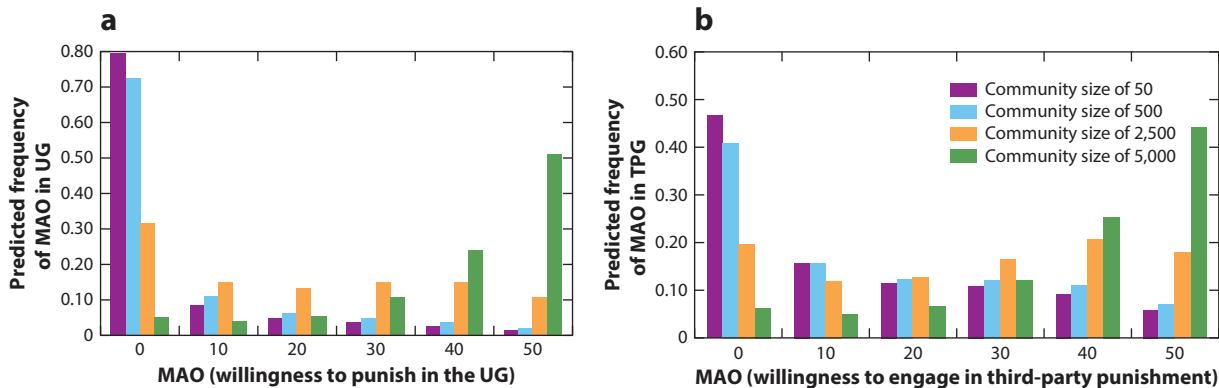 a
0.80
0.70
0.60
0.50
0.40
0.30
0.20
0.10
0
Predicted frequency
of MAO in UG
0 10 20 30 40 50
MAO (willingness to punish in the UG)
b
0.60
0.50
0.40
0.30
0.20
0.10
0
Predicted frequency
of MAO in TPG
Community size of 50
Community size of 500
Community size of 2,500
Community size of 5,000
0 10 20 30 40 50
MAO (willingness to engage in third-party punishment)